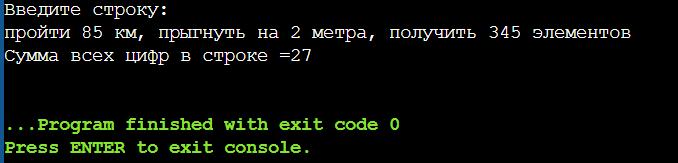 Введите строку:
пройти 85 км, прыгнуть на 2 метра, получить 345 элементов
Сумма всех цифр в строке =27
...Program finished with exit code 0
Press ENTER to exit console.